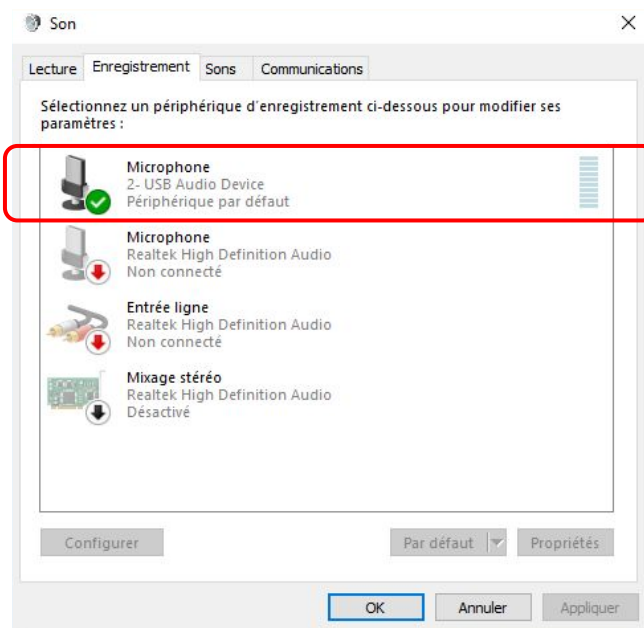 Son
Lecture Enregistrement Sons Communications
Sélectionnez un périphérique d'enregistrement ci-dessous pour modifier ses
paramètres :
Microphone
2- USB Audio Device
Périphérique par défaut
Microphone
Realtek High Definition Audio
Non connecté
Entrée ligne
Realtek High Definition Audio
Non connecté
Mixage stéréo
Realtek High Definition Audio
Désactivé
Configurer Par défaut Propriétés
OK Annuler Appliquer